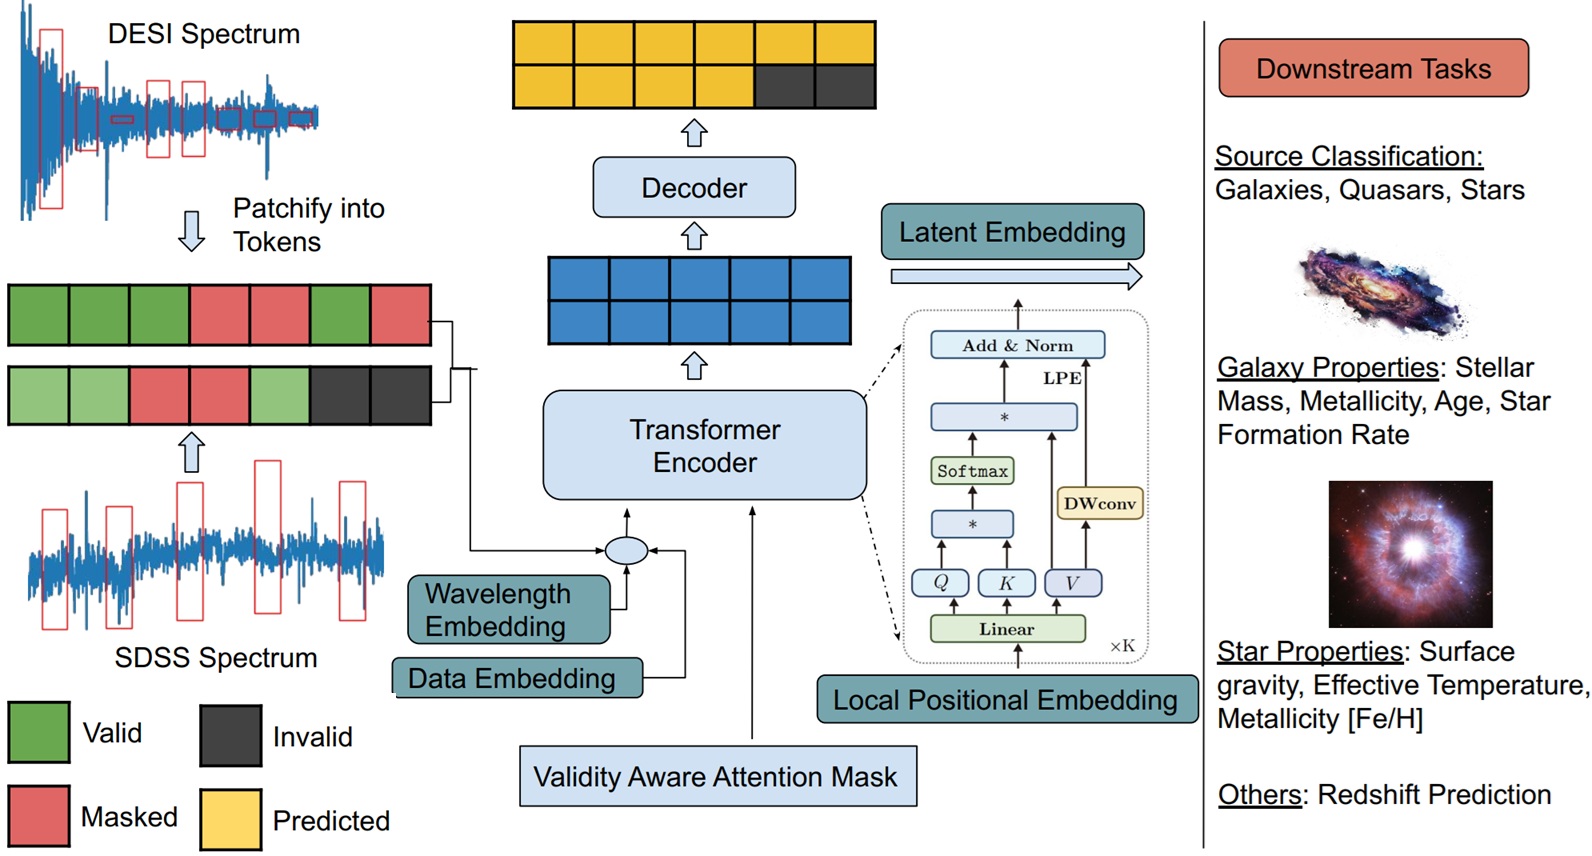 DESI Spectrum
Patchify into
Tokens
SDSS Spectrum
Valid
Invalid
Masked
Predicted
Decoder
Transformer
Encoder
Wavelength
Embedding
Data Embedding
Validity Aware Attention Mask
Latent Embedding
Add & Norm
LPE
*
Softmax
DWconv
*
Q K V
Linear
×K
Local Positional Embedding
Downstream Tasks
Source Classification:
Galaxies, Quasars, Stars
Galaxy Properties: Stellar
Mass, Metallicity, Age, Star
Formation Rate
Star Properties: Surface
gravity, Effective Temperature,
Metallicity [Fe/H]
Others: Redshift Prediction